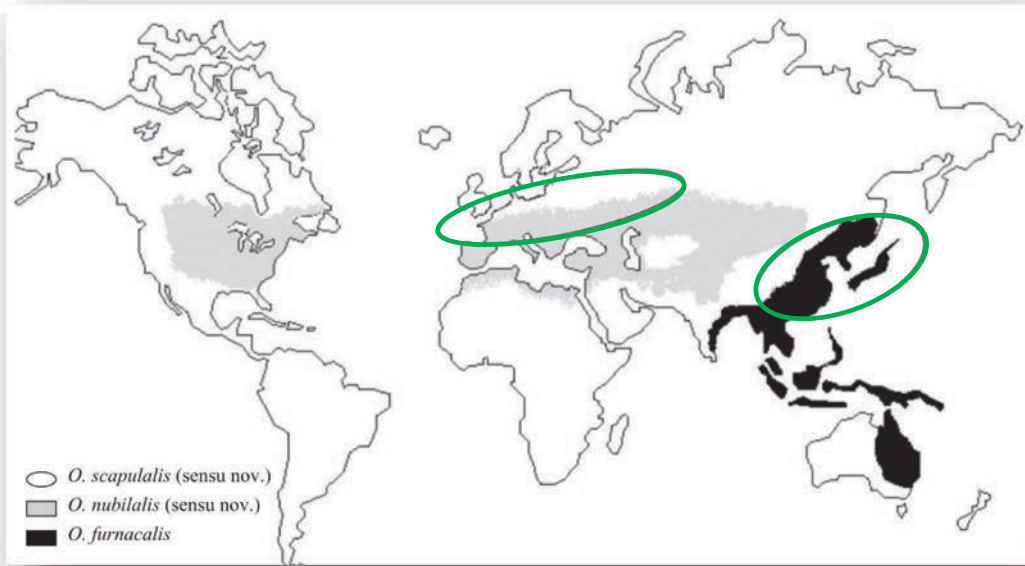 O. scapulalis (sensu nov.)
O. nubilalis (sensu nov.)
O. furnacalis